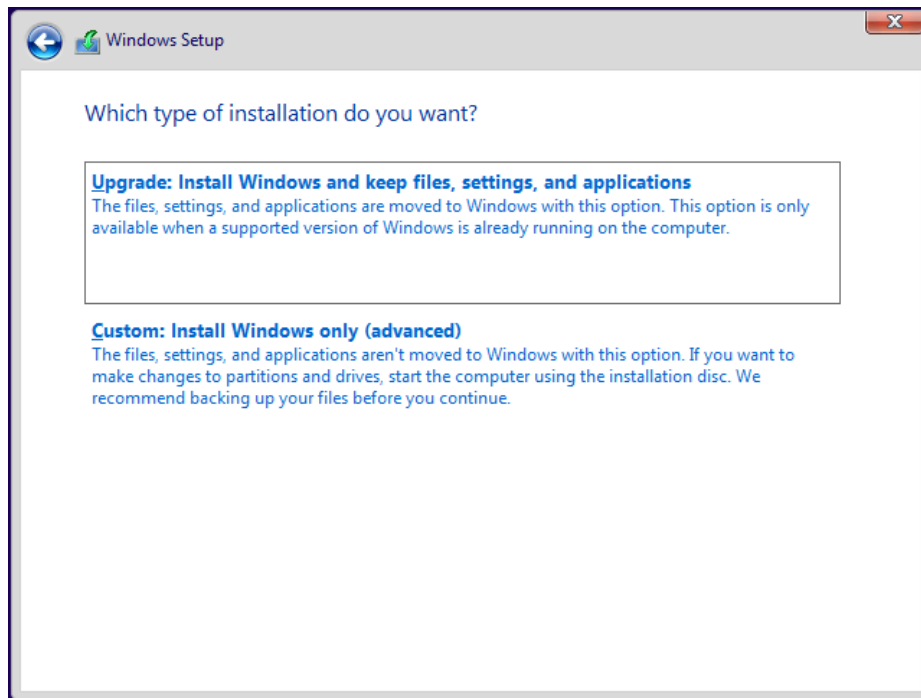 Windows Setup
Which type of installation do you want?
Upgrade: Install Windows and keep files, settings, and applications
The files, settings, and applications are moved to Windows with this option. This option is only
available when a supported version of Windows is already running on the computer.
Custom: Install Windows only (advanced)
The files, settings, and applications aren't moved to Windows with this option. If you want to
make changes to partitions and drives, start the computer using the installation disc. We
recommend backing up your files before you continue.